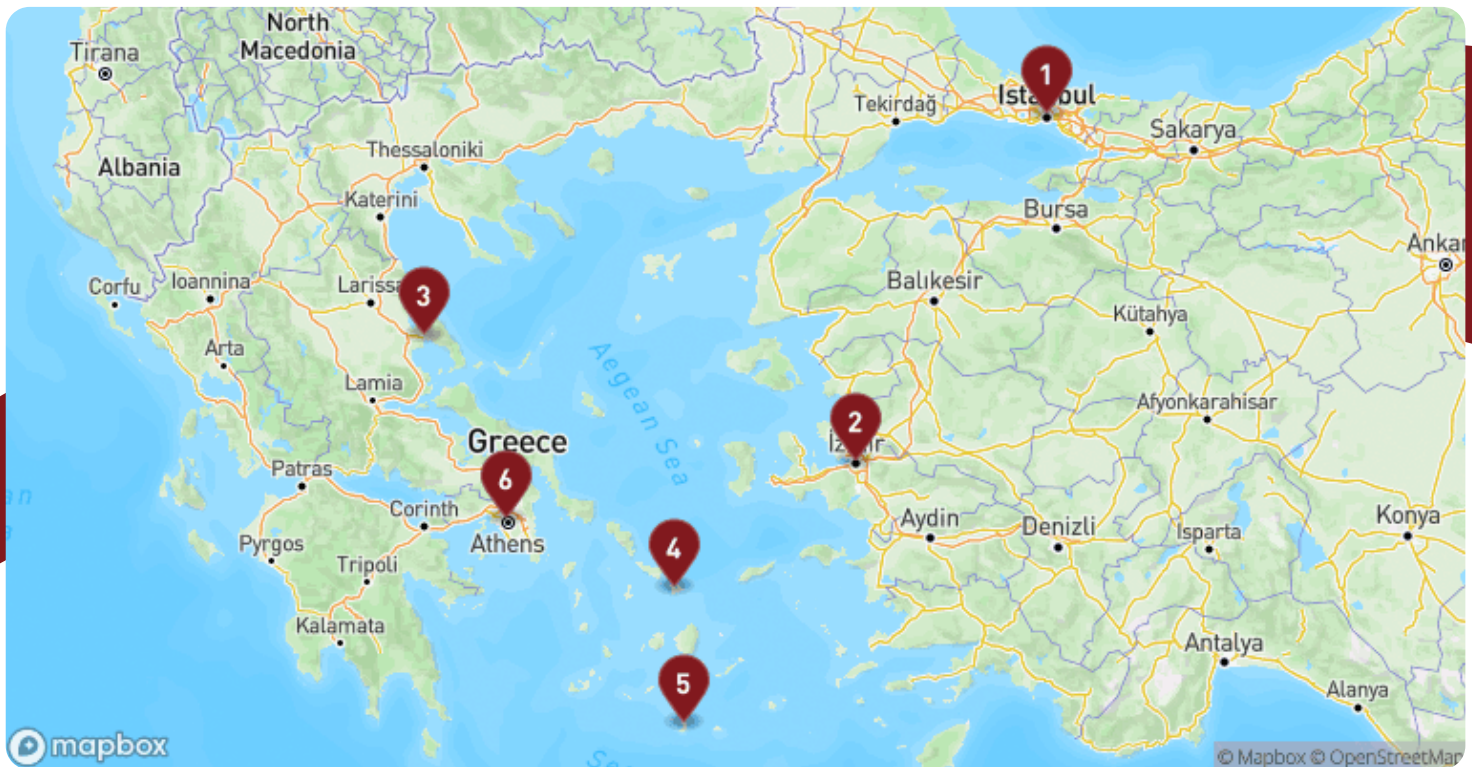 North
Macedonia
Tirana
1
Istanbul
Tekirdağ
Sakarya
Thessaloniki
Albania
Katerini
Bursa
Ankar
Corfu
Ioannina
Larissa
3
Balıkesir
Kütahya
Arta
Aegean Sea
Lamia
Afyonkarahisar
2
İzmir
Greece
Patras
6
Corinth
Aydin
Denizli
Isparta
Konya
Pyrgos
Athens
4
Tripoli
Kalamata
Antalya
5
Alanya
mapbox
© Mapbox © OpenStreetMap